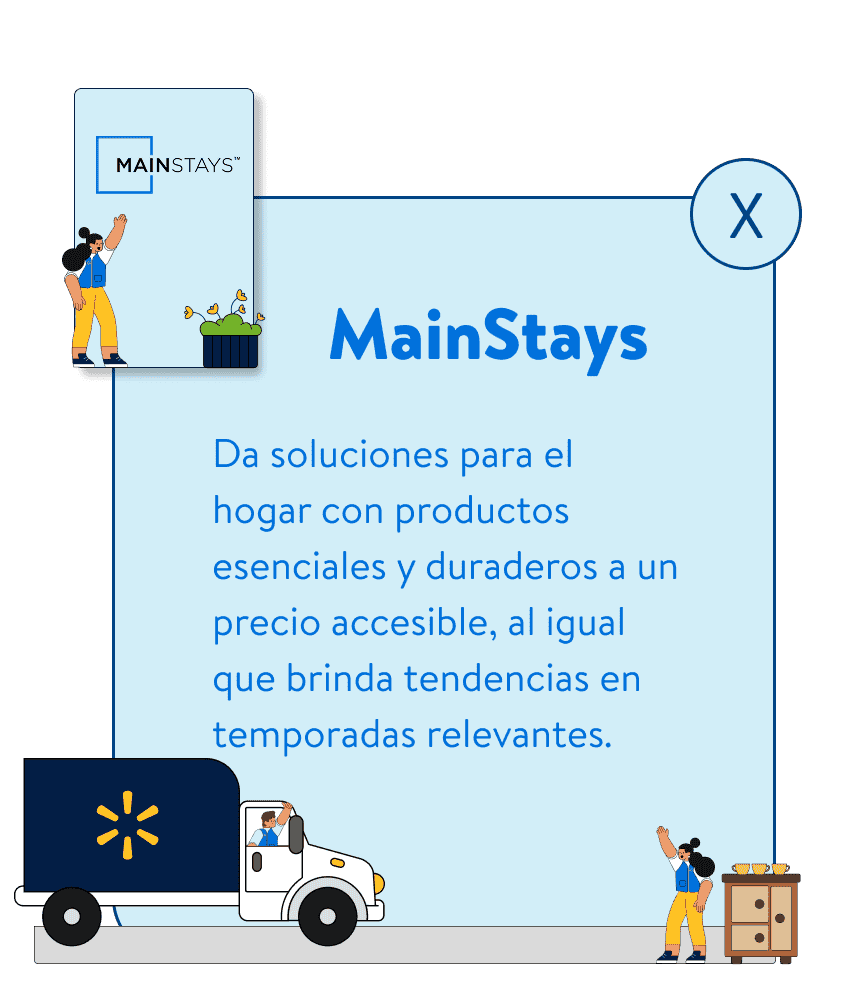 MAINSTAYS™
X
MainStays
Da soluciones para el
hogar con productos
esenciales y duraderos a un
precio accesible, al igual
que brinda tendencias en
temporadas relevantes.